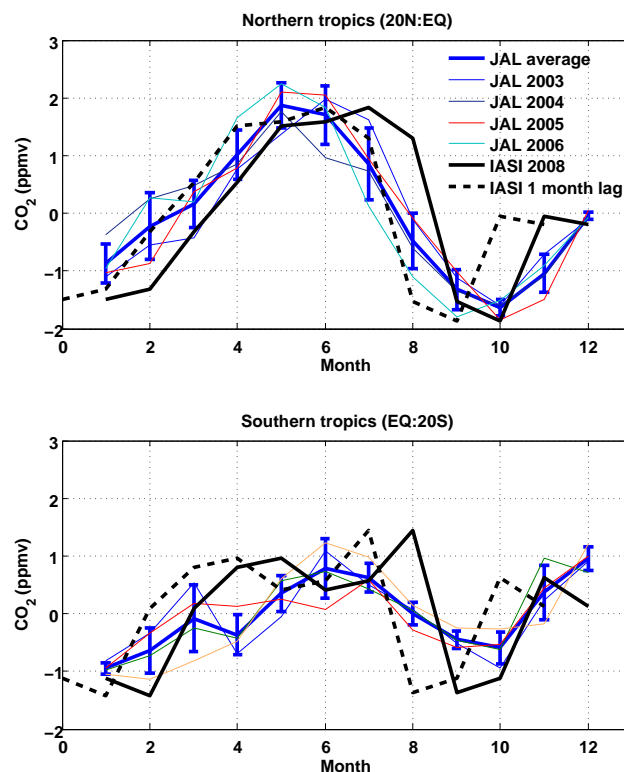 Northern tropics (20N:EQ)
3
2
1
0
−1
−2
CO2 (ppmv)
JAL average
JAL 2003
JAL 2004
JAL 2005
JAL 2006
IASI 2008
IASI 1 month lag
0 2 4 6 8 10 12
Month
Southern tropics (EQ:20S)
3
2
1
0
−1
−2
CO2 (ppmv)
0 2 4 6 8 10 12
Month